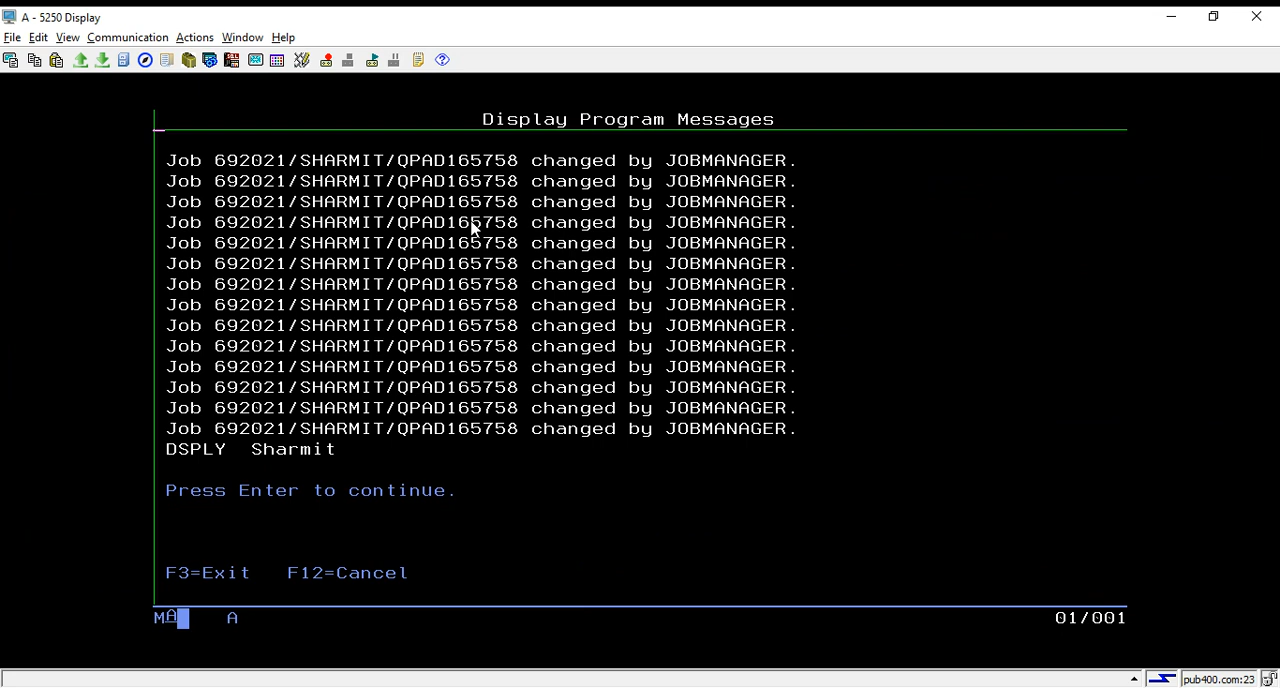 A - 5250 Display
File Edit View Communication Actions Window Help
Display Program Messages
Job 692021/SHARMIT/QPAD165758 changed by JOBMANAGER.
Job 692021/SHARMIT/QPAD165758 changed by JOBMANAGER.
Job 692021/SHARMIT/QPAD165758 changed by JOBMANAGER.
Job 692021/SHARMIT/QPAD165758 changed by JOBMANAGER.
Job 692021/SHARMIT/QPAD165758 changed by JOBMANAGER.
Job 692021/SHARMIT/QPAD165758 changed by JOBMANAGER.
Job 692021/SHARMIT/QPAD165758 changed by JOBMANAGER.
Job 692021/SHARMIT/QPAD165758 changed by JOBMANAGER.
Job 692021/SHARMIT/QPAD165758 changed by JOBMANAGER.
Job 692021/SHARMIT/QPAD165758 changed by JOBMANAGER.
Job 692021/SHARMIT/QPAD165758 changed by JOBMANAGER.
Job 692021/SHARMIT/QPAD165758 changed by JOBMANAGER.
Job 692021/SHARMIT/QPAD165758 changed by JOBMANAGER.
Job 692021/SHARMIT/QPAD165758 changed by JOBMANAGER.
DSPLY Sharmit
Press Enter to continue.
F3=Exit F12=Cancel
MA A 01/001
pub400.com:23